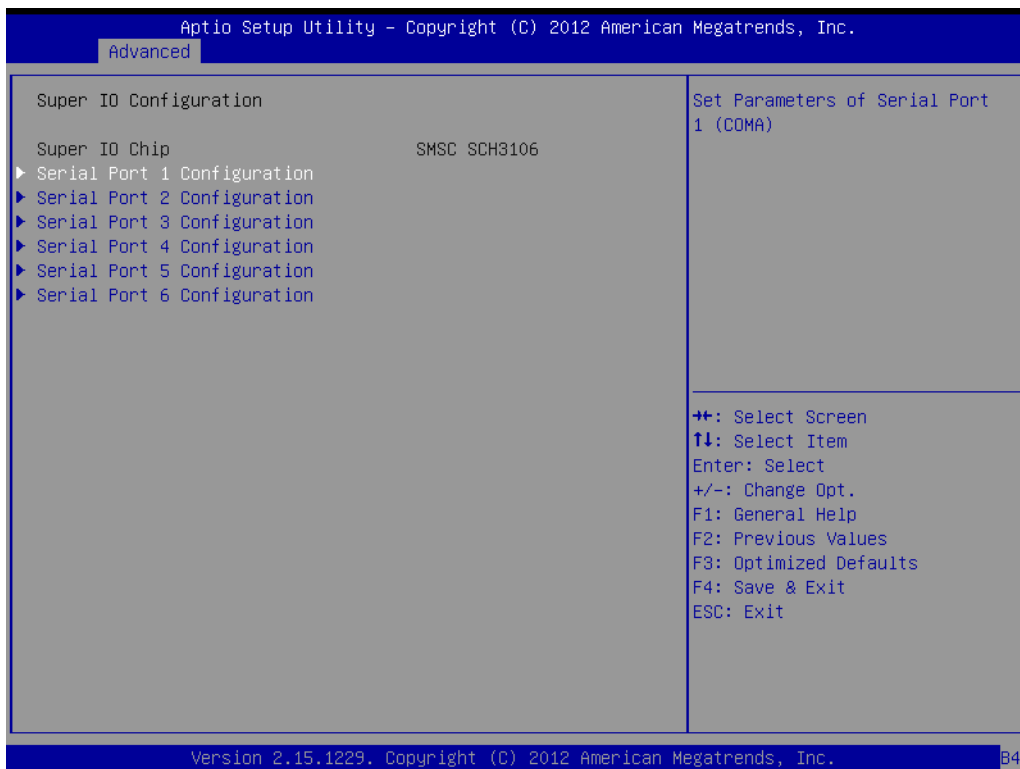 Aptio Setup Utility – Copyright (C) 2012 American Megatrends, Inc.
Advanced
Super IO Configuration
Super IO Chip SMSC SCH3106
Serial Port 1 Configuration
Serial Port 2 Configuration
Serial Port 3 Configuration
Serial Port 4 Configuration
Serial Port 5 Configuration
Serial Port 6 Configuration
Set Parameters of Serial Port
1 (COMA)
→←: Select Screen
↑↓: Select Item
Enter: Select
+/-: Change Opt.
F1: General Help
F2: Previous Values
F3: Optimized Defaults
F4: Save & Exit
ESC: Exit
Version 2.15.1229. Copyright (C) 2012 American Megatrends, Inc.
B4